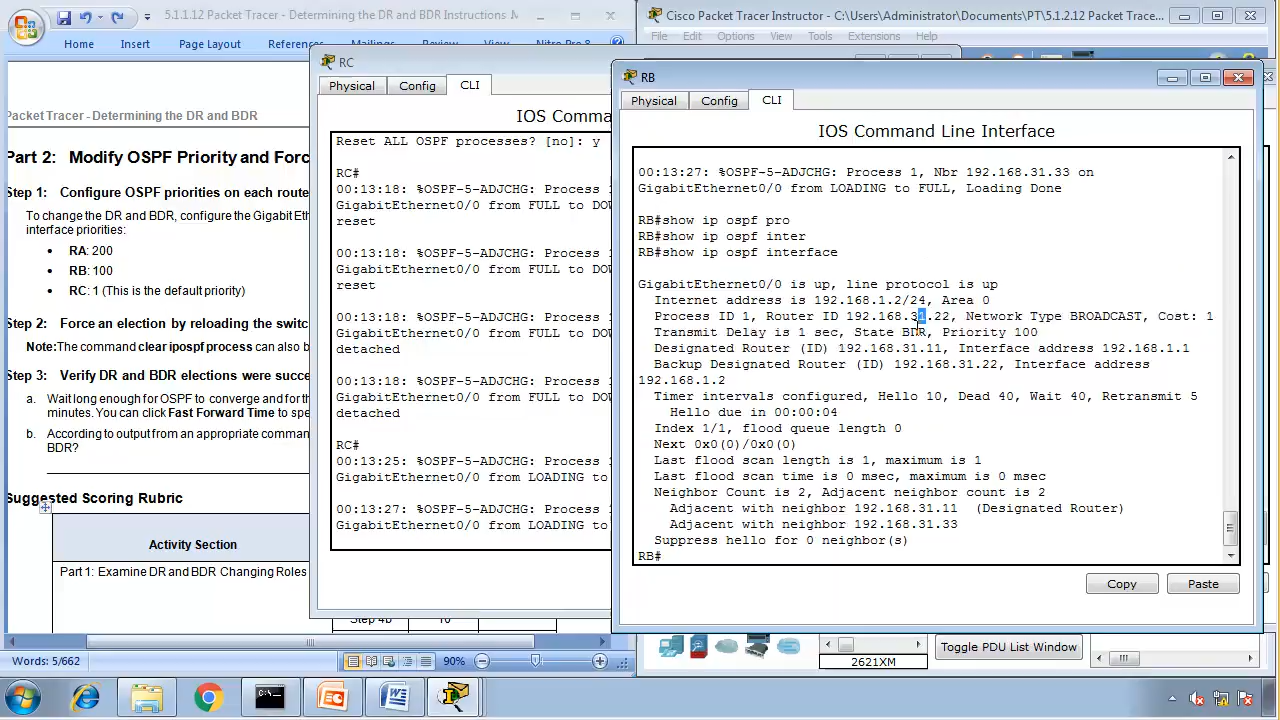 5.1.1.12 Packet Tracer - Determining the DR and BDR Instructions
Home
Insert
Page Layout
Mailings
Review
View
Nitro Pro 8
Packet Tracer - Determining the DR and BDR
Part 2: Modify OSPF Priority and Forc
Step 1: Configure OSPF priorities on each route
To change the DR and BDR, configure the Gigabit Et
interface priorities:
• RA: 200
• RB: 100
• RC: 1 (This is the default priority)
Step 2: Force an election by reloading the switc
Note:The command clear ipospf process can also b
Step 3: Verify DR and BDR elections were succe
a. Wait long enough for OSPF to converge and for th
minutes. You can click Fast Forward Time to spe
b. According to output from an appropriate comman
BDR?
Suggested Scoring Rubric
Activity Section
Part 1: Examine DR and BDR Changing Roles
Step 4b 10
Words: 5/662
90%
RC
Physical
Config
CLI
IOS Comma
Reset ALL OSPF processes? [no]: y
RC#
00:13:18: %OSPF-5-ADJCHG: Process 1
GigabitEthernet0/0 from FULL to DOW
reset
00:13:18: %OSPF-5-ADJCHG: Process 1
GigabitEthernet0/0 from FULL to DOW
reset
00:13:18: %OSPF-5-ADJCHG: Process 1
GigabitEthernet0/0 from FULL to DOW
detached
00:13:18: %OSPF-5-ADJCHG: Process 1
GigabitEthernet0/0 from FULL to DOW
detached
RC#
00:13:25: %OSPF-5-ADJCHG: Process 1
GigabitEthernet0/0 from LOADING to
00:13:27: %OSPF-5-ADJCHG: Process 1
GigabitEthernet0/0 from LOADING to
Cisco Packet Tracer Instructor - C:\Users\Administrator\Documents\PT\5.1.2.12 Packet Trace...
File
Edit
Options
View
Tools
Extensions
Help
RB
Physical
Config
CLI
IOS Command Line Interface
00:13:27: %OSPF-5-ADJCHG: Process 1, Nbr 192.168.31.33 on
GigabitEthernet0/0 from LOADING to FULL, Loading Done
RB#show ip ospf pro
RB#show ip ospf inter
RB#show ip ospf interface
GigabitEthernet0/0 is up, line protocol is up
Internet address is 192.168.1.2/24, Area 0
Process ID 1, Router ID 192.168.31.22, Network Type BROADCAST, Cost: 1
Transmit Delay is 1 sec, State BDR, Priority 100
Designated Router (ID) 192.168.31.11, Interface address 192.168.1.1
Backup Designated Router (ID) 192.168.31.22, Interface address
192.168.1.2
Timer intervals configured, Hello 10, Dead 40, Wait 40, Retransmit 5
Hello due in 00:00:04
Index 1/1, flood queue length 0
Next 0x0(0)/0x0(0)
Last flood scan length is 1, maximum is 1
Last flood scan time is 0 msec, maximum is 0 msec
Neighbor Count is 2, Adjacent neighbor count is 2
Adjacent with neighbor 192.168.31.11 (Designated Router)
Adjacent with neighbor 192.168.31.33
Suppress hello for 0 neighbor(s)
RB#
Copy
Paste
2621XM
Toggle PDU List Window